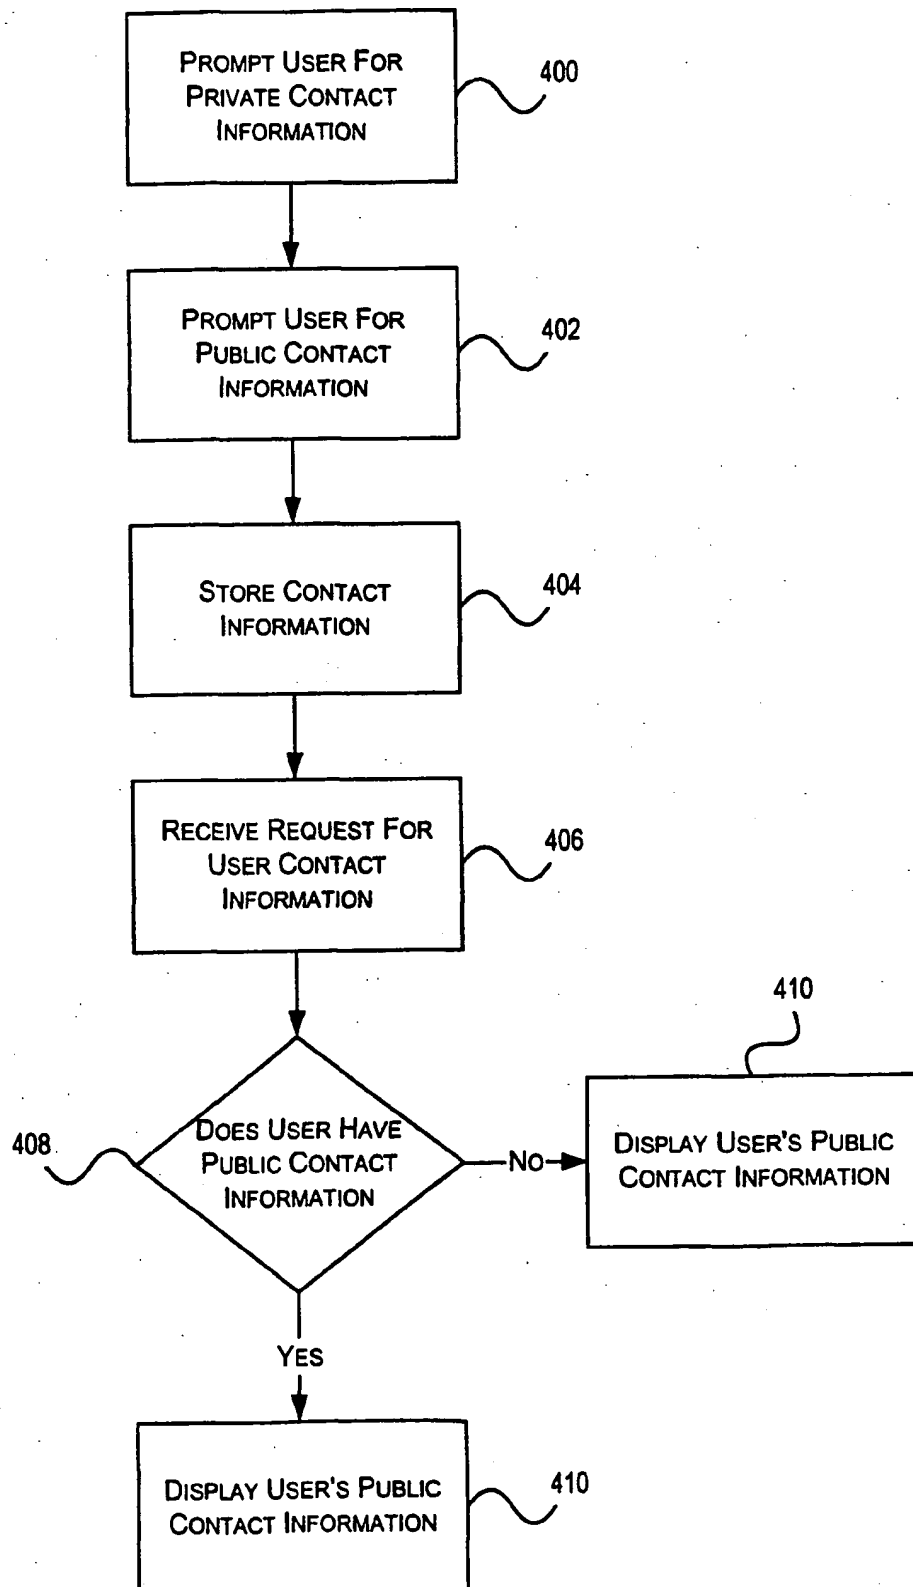 PROMPT USER FOR
PRIVATE CONTACT
INFORMATION
400
PROMPT USER FOR
PUBLIC CONTACT
INFORMATION
402
STORE CONTACT
INFORMATION
404
RECEIVE REQUEST FOR
USER CONTACT
INFORMATION
406
410
408
DOES USER HAVE
PUBLIC CONTACT
INFORMATION
NO
DISPLAY USER'S PUBLIC
CONTACT INFORMATION
YES
DISPLAY USER'S PUBLIC
CONTACT INFORMATION
410